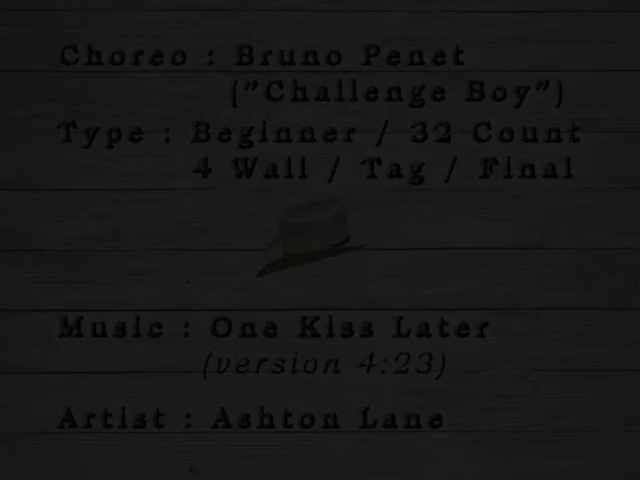 Choreo : Bruno Penet
("Challenge Boy")
Type : Beginner / 32 Count
4 Wall / Tag / Final
Music : One Kiss Later
(version 4:23)
Artist : Ashton Lane